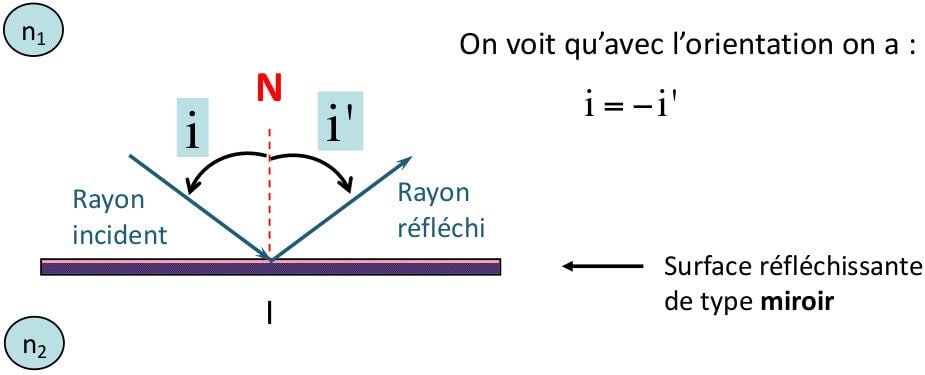 n1
On voit qu'avec l'orientation on a :
i = – i'
N
i
i'
Rayon
incident
Rayon
réfléchi
Surface réfléchissante
de type miroir
I
n2